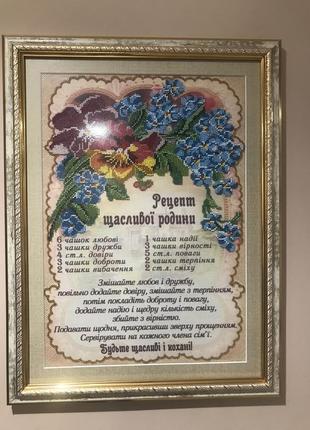 Рецепт
щасливої родини
6 чашок любові
3 чашки дружби
4 ст.л. довіри
3 чашки доброти
2 чашки вибачення
1 чашка надії
3 чашки вірності
5 ст.л. поваги
2 чашки терпіння
2 ст.л. сміху
Змішайте любов і дружбу,
повільно додайте довіру, змішайте з терпінням,
потім покладіть доброту і повагу,
додайте надію і щедру кількість сміху,
збийте з вірністю.
Подавати щодня, прикрасивши зверху прощенням.
Сервірувати на кожного члена сім'ї.
Будьте щасливі і кохані!